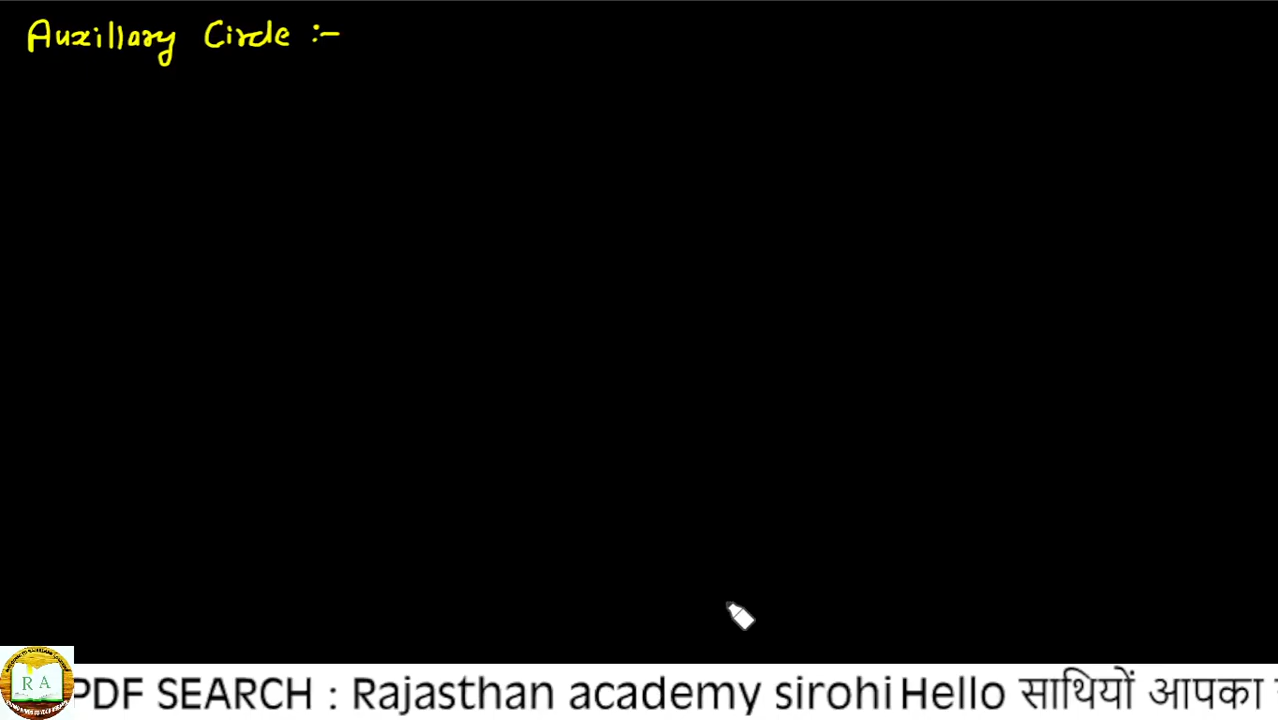 Auxillary Circle :-
R A
PDF SEARCH : Rajasthan academy sirohi Hello साथियों आपका